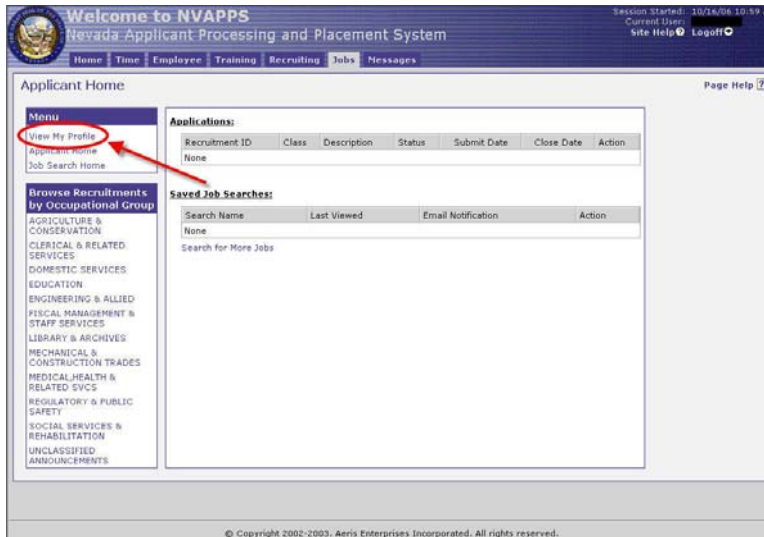 Welcome to NVAPPS
Nevada Applicant Processing and Placement System
Session Started: 10/16/06 10:59
Current User:
Site Help? Logoff
Home Time Employee Training Recruiting Jobs Messages
Applicant Home
Page Help ?
Menu
View My Profile
Applicant Home
Job Search Home
Browse Recruitments
by Occupational Group
AGRICULTURE &
CONSERVATION
CLERICAL & RELATED
SERVICES
DOMESTIC SERVICES
EDUCATION
ENGINEERING & ALLIED
FISCAL MANAGEMENT &
STAFF SERVICES
LIBRARY & ARCHIVES
MECHANICAL &
CONSTRUCTION TRADES
MEDICAL,HEALTH &
RELATED SVCS
REGULATORY & PUBLIC
SAFETY
SOCIAL SERVICES &
REHABILITATION
UNCLASSIFIED
ANNOUNCEMENTS
Applications:
Recruitment ID Class Description Status Submit Date Close Date Action
None
Saved Job Searches:
Search Name Last Viewed Email Notification Action
None
Search for More Jobs
© Copyright 2002-2003. Aeris Enterprises Incorporated. All rights reserved.